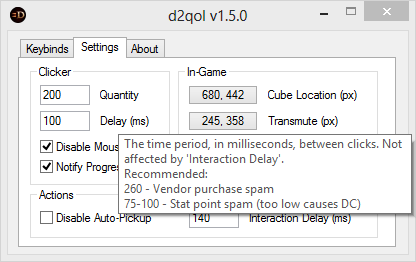 d2qol v1.5.0
Keybinds Settings About
Clicker
200 Quantity
100 Delay (ms)
Disable Mous
Notify Progre
In-Game
680, 442 Cube Location (px)
245, 358 Transmute (px)
The time period, in milliseconds, between clicks. Not
affected by 'Interaction Delay'.
Recommended:
260 - Vendor purchase spam
75-100 - Stat point spam (too low causes DC)
Actions
Disable Auto-Pickup
140 Interaction Delay (ms)